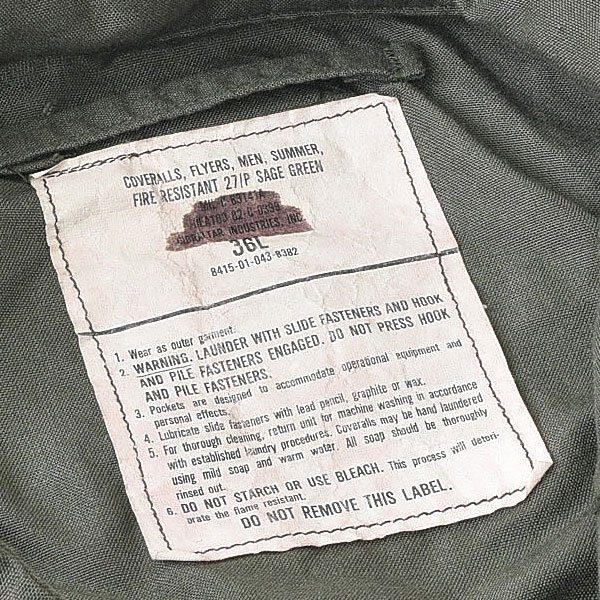 COVERALLS, FLYERS, MEN, SUMMER,
FIRE RESISTANT 27/P SAGE GREEN
MIL-C-83141A
GIBRALTAR INDUSTRIES, INC.
36L
8415-01-043-8382
1. Wear as outer garment.
2. WARNING. LAUNDER WITH SLIDE FASTENERS AND HOOK
AND PILE FASTENERS ENGAGED. DO NOT PRESS HOOK
AND PILE FASTENERS.
3. Pockets are designed to accommodate operational equipment and
personal effects.
4. Lubricate slide fasteners with lead pencil, graphite or wax.
5. For thorough cleaning, return unit for machine washing in accordance
with established laundry procedures. Coveralls may be hand laundered
using mild soap and warm water. All soap should be thoroughly
rinsed out.
6. DO NOT STARCH OR USE BLEACH. This process will deteri-
orate the flame resistant.
DO NOT REMOVE THIS LABEL.